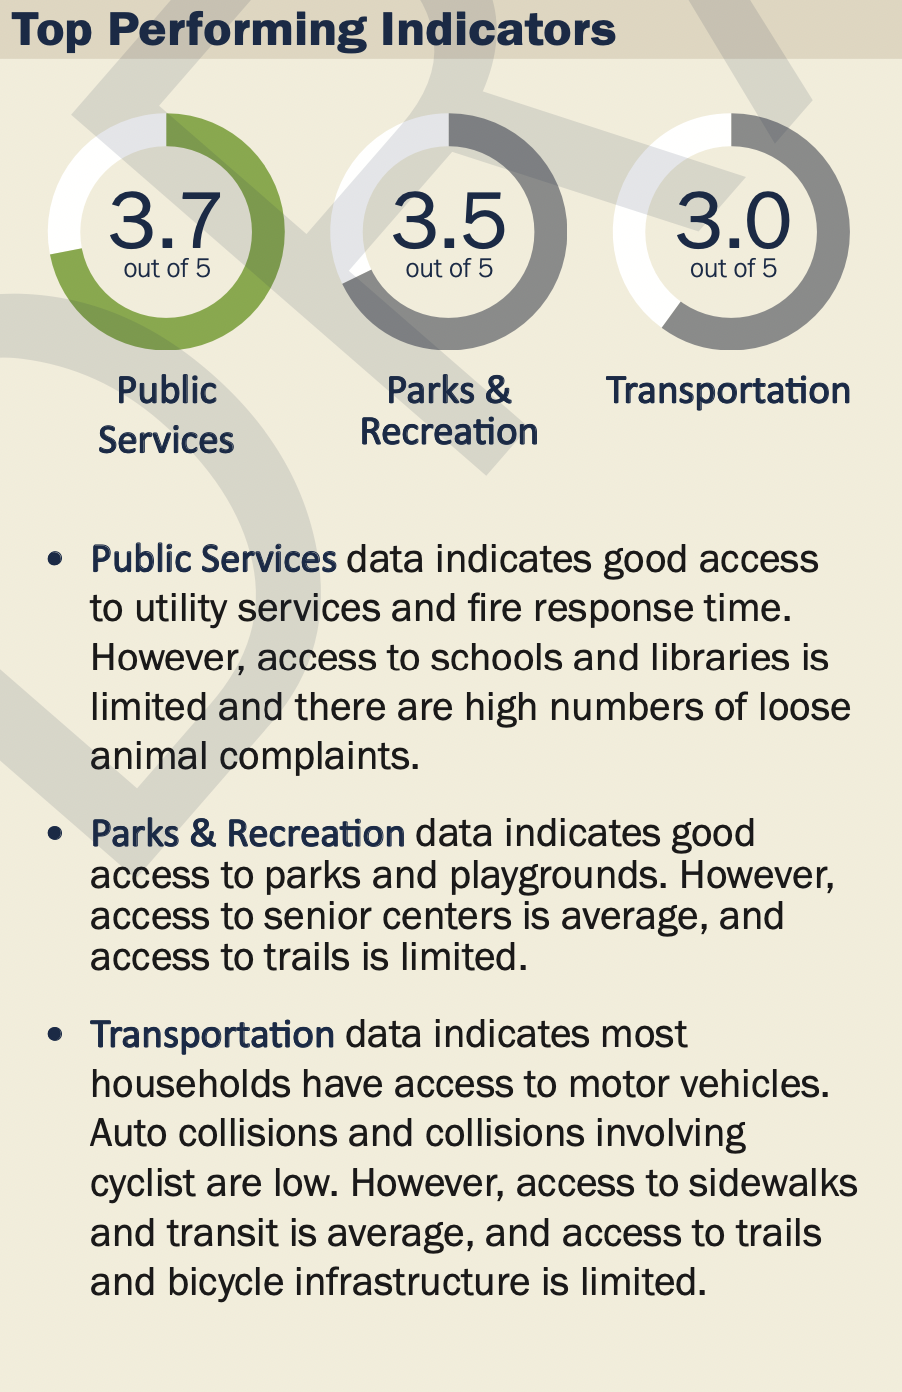 Top Performing Indicators
3.7
out of 5
3.5
out of 5
3.0
out of 5
Public
Services
Parks &
Recreation
Transportation
• Public Services data indicates good access
to utility services and fire response time.
However, access to schools and libraries is
limited and there are high numbers of loose
animal complaints.
• Parks & Recreation data indicates good
access to parks and playgrounds. However,
access to senior centers is average, and
access to trails is limited.
• Transportation data indicates most
households have access to motor vehicles.
Auto collisions and collisions involving
cyclist are low. However, access to sidewalks
and transit is average, and access to trails
and bicycle infrastructure is limited.